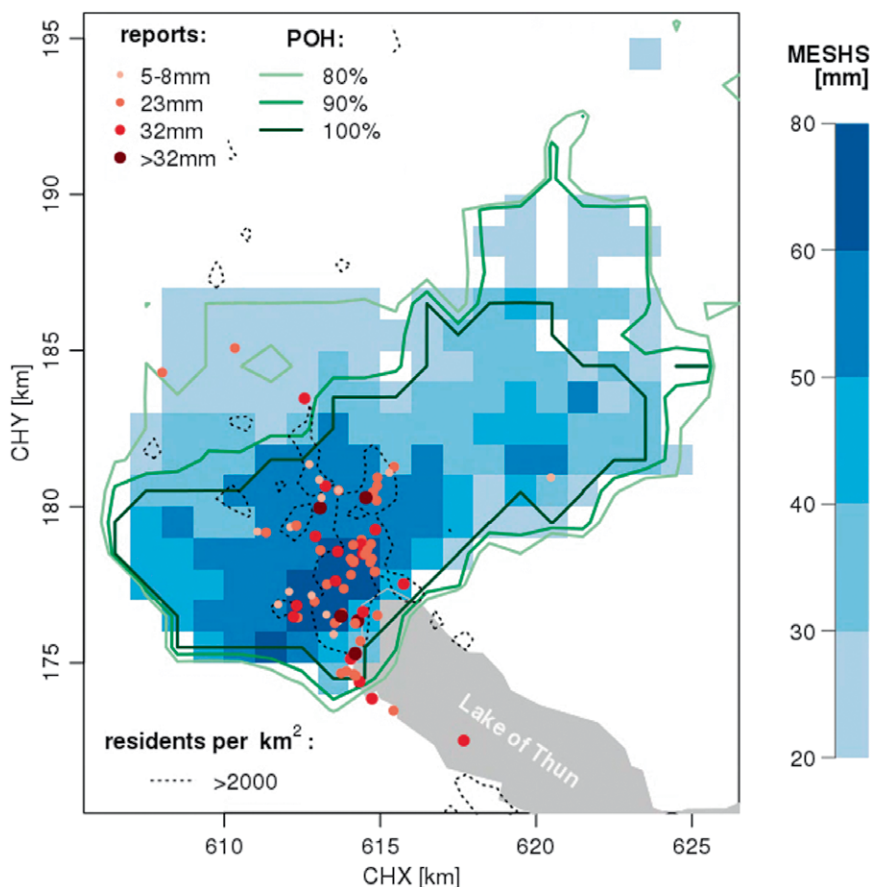 reports:
5-8mm
23mm
32mm
>32mm
POH:
80%
90%
100%
MESHS
[mm]
80
60
50
40
30
20
195
190
185
180
175
CHY [km]
Lake of Thun
residents per km²:
>2000
610
615
620
625
CHX [km]